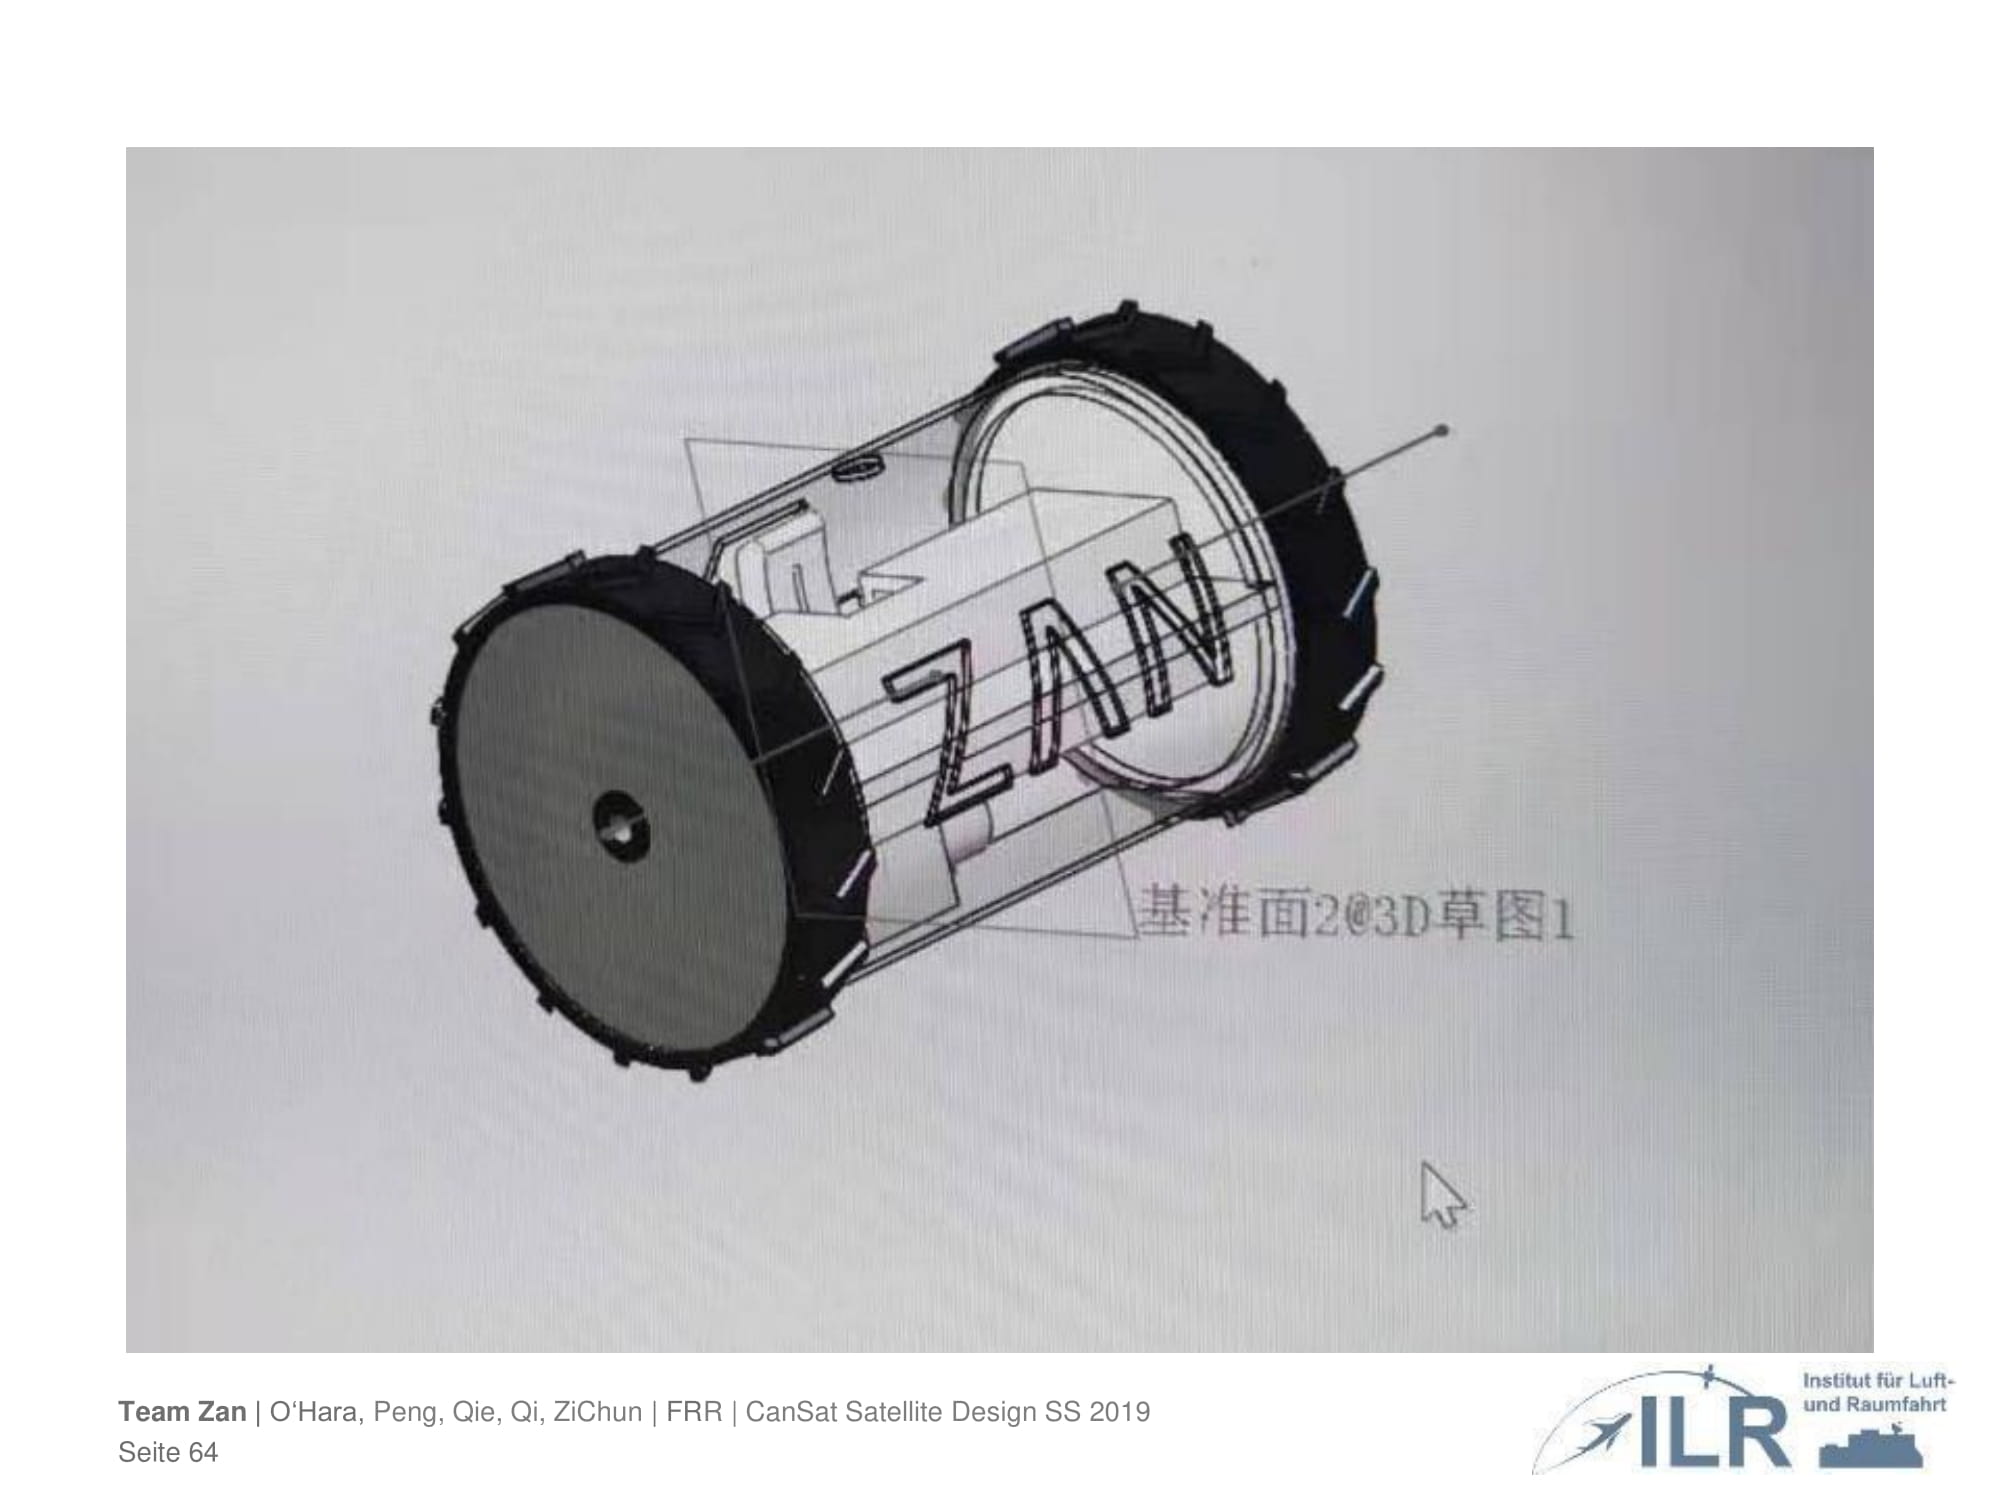 ZAN
基准面2@3D草图1
Team Zan | O‘Hara, Peng, Qie, Qi, ZiChun | FRR | CanSat Satellite Design SS 2019
Seite 64
ILR
Institut für Luft-
und Raumfahrt